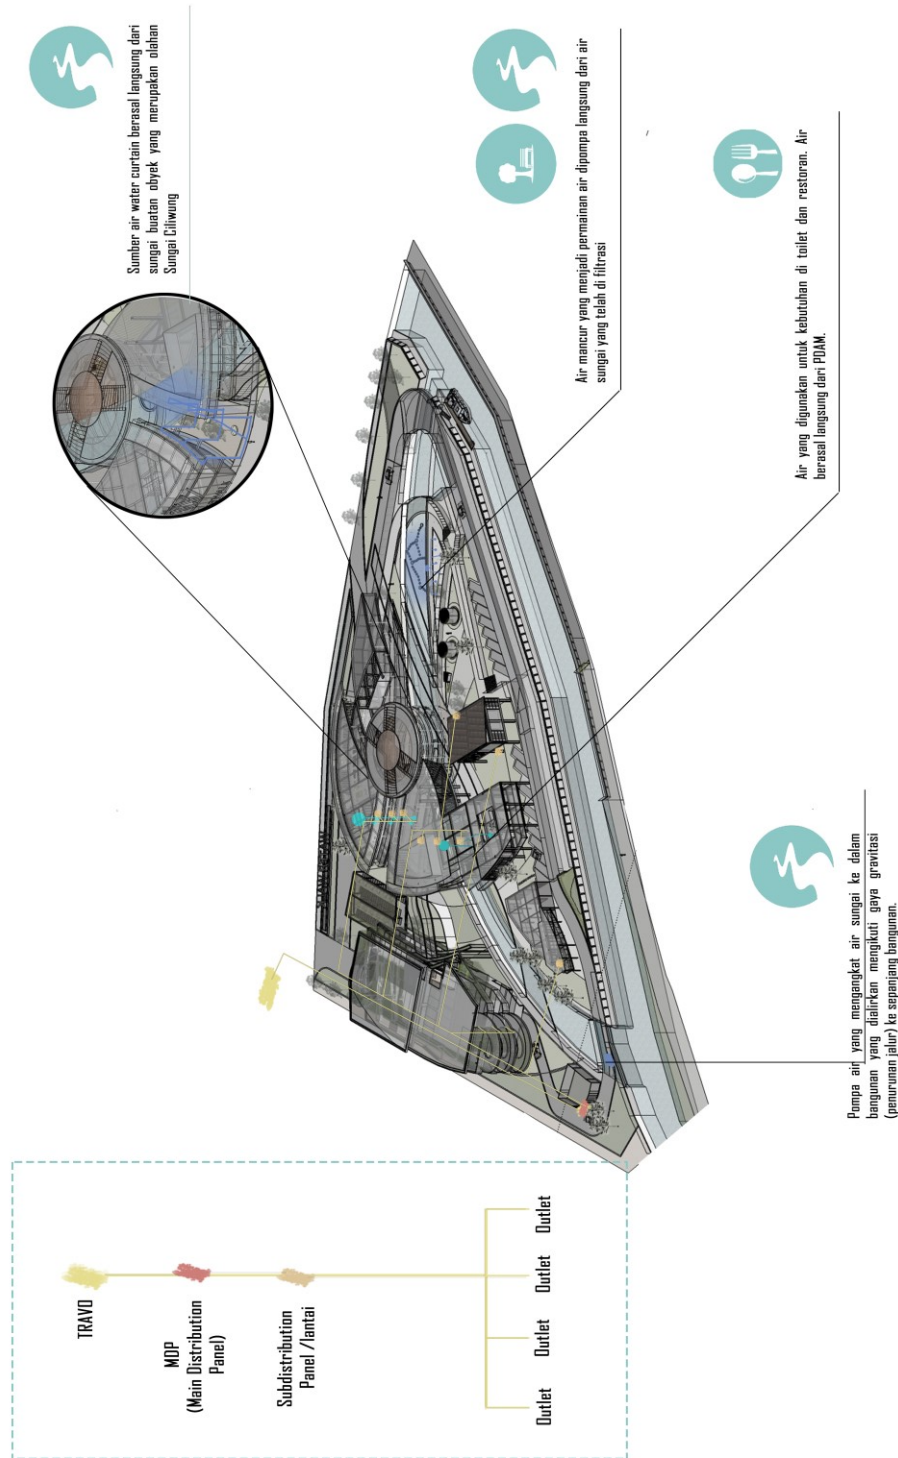 TRAVO
MDP
(Main Distribution
Panel)
Subdistribution
Panel /lantai
Outlet
Outlet
Outlet
Outlet
Sumber air water curtain berasal langsung dari
sungai buatan obyek yang merupakan olahan
Sungai Ciliwung
Air mancur yang menjadi permainan air dipompa langsung dari air
sungai yang telah di filtrasi
Air yang digunakan untuk kebutuhan di toilet dan restoran. Air
berasal langsung dari PDAM.
Pompa air yang mengangkat air sungai ke dalam
bangunan yang dialirkan mengikuti gaya gravitasi
(penurunan jalur) ke sepanjang bangunan.